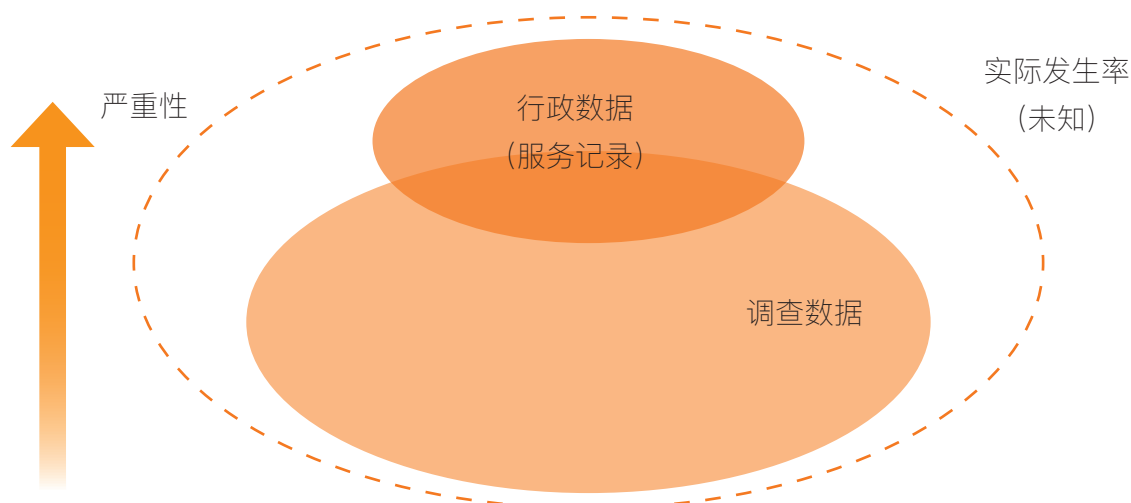 严重性
行政数据
（服务记录）
实际发生率
（未知）
调查数据